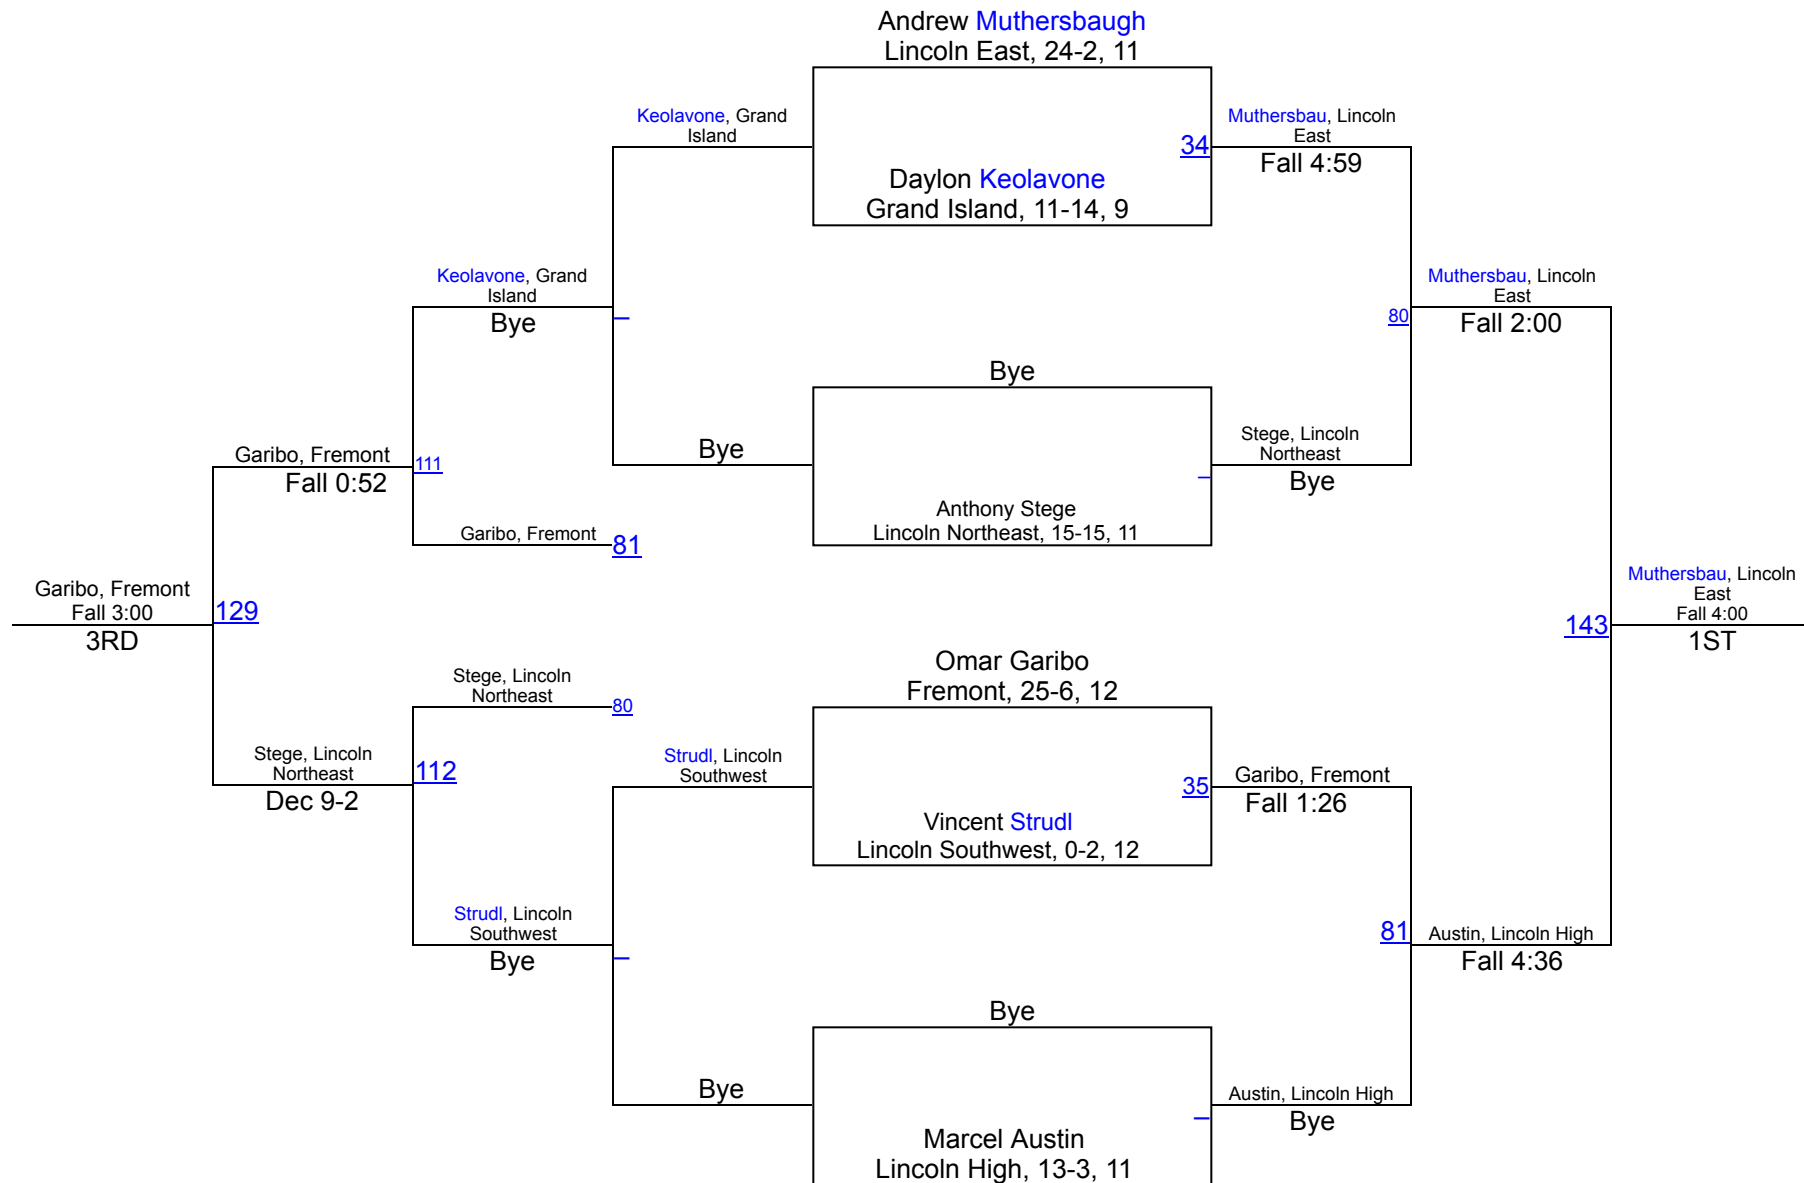 Andrew Muthersbaugh
Lincoln East, 24-2, 11
Keolavone, Grand
Island
34
Muthersbau, Lincoln
East
Fall 4:59
Daylon Keolavone
Grand Island, 11-14, 9
Keolavone, Grand
Island
Bye
80
Muthersbau, Lincoln
East
Fall 2:00
Bye
Bye
Stege, Lincoln
Northeast
Bye
Anthony Stege
Lincoln Northeast, 15-15, 11
Garibo, Fremont
Fall 0:52
111
Garibo, Fremont
81
Garibo, Fremont
Fall 3:00
3RD
129
143
Muthersbau, Lincoln
East
Fall 4:00
1ST
Omar Garibo
Fremont, 25-6, 12
Stege, Lincoln
Northeast
80
Stege, Lincoln
Northeast
Dec 9-2
112
Strudl, Lincoln
Southwest
35
Garibo, Fremont
Fall 1:26
Vincent Strudl
Lincoln Southwest, 0-2, 12
Strudl, Lincoln
Southwest
Bye
81
Austin, Lincoln High
Fall 4:36
Bye
Bye
Austin, Lincoln High
Bye
Marcel Austin
Lincoln High, 13-3, 11